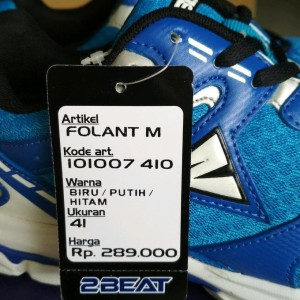 Artikel
FOLANT M
Kode art.
101007 410
Warna
BIRU / PUTIH /
HITAM
Ukuran
41
Harga
Rp. 289.000
2BEAT